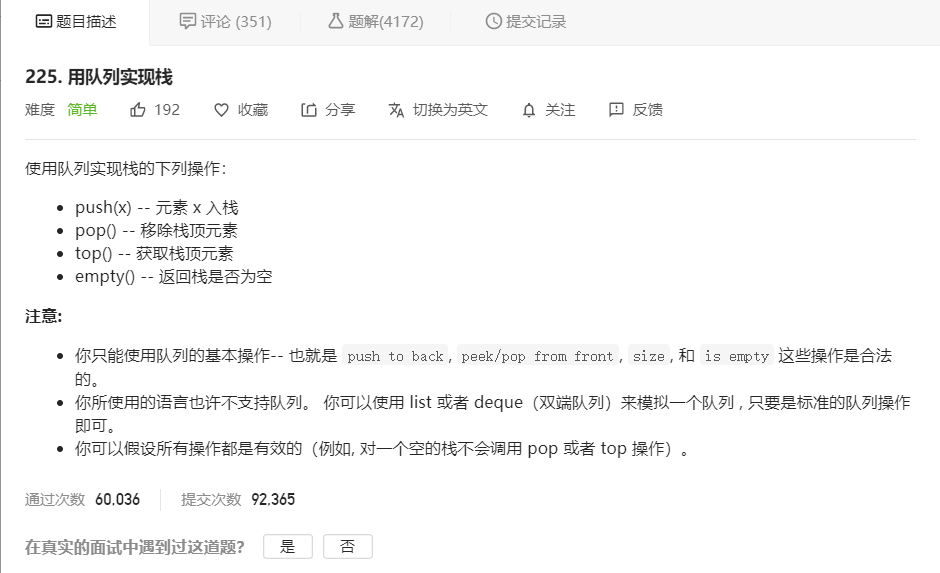 题目描述 评论 (351) 题解(4172) 提交记录
225. 用队列实现栈
难度 简单 192 收藏 分享 切换为英文 关注 反馈
使用队列实现栈的下列操作：
push(x) -- 元素 x 入栈
pop() -- 移除栈顶元素
top() -- 获取栈顶元素
empty() -- 返回栈是否为空
注意:
你只能使用队列的基本操作-- 也就是 push to back, peek/pop from front, size, 和 is empty 这些操作是合法
的。
你所使用的语言也许不支持队列。 你可以使用 list 或者 deque（双端队列）来模拟一个队列 , 只要是标准的队列操作
即可。
你可以假设所有操作都是有效的（例如, 对一个空的栈不会调用 pop 或者 top 操作）。
通过次数 60,036 提交次数 92,365
在真实的面试中遇到过这道题? 是 否